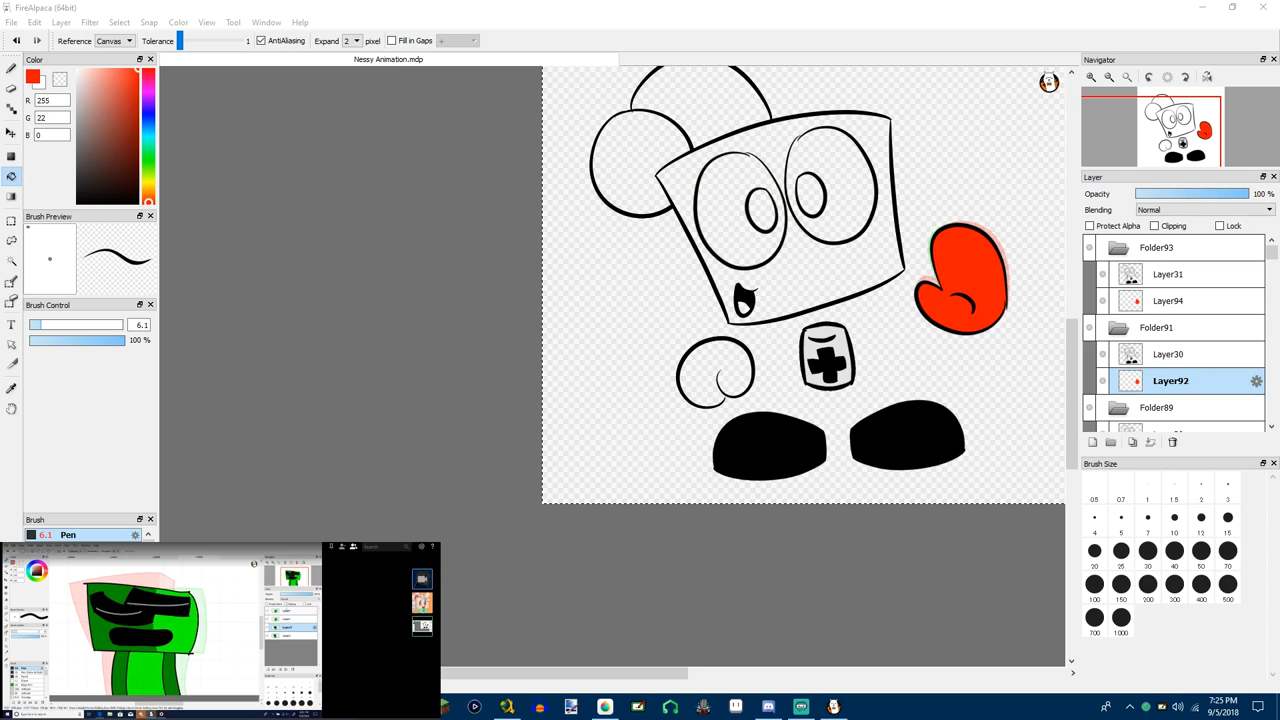 FireAlpaca (64bit)
File Edit Layer Filter Select Snap Color View Tool Window Help
Reference Canvas Tolerance 1 AntiAliasing Expand 2 pixel Fill in Gaps +
Color
Nessy Animation.mdp
Navigator
R 255
G 22
B 0
Layer
Opacity 100 %
Blending Normal
Brush Preview
Protect Alpha Clipping Lock
Folder93
Layer31
Layer94
Brush Control
Folder91
6.1
100 %
Layer30
Layer92
Folder89
Brush Size
0.5 0.7 1 1.5 2 3
Brush
4 5 7 10 12 15
6.1 Pen
Search
20 25 30 40 50 70
100 150 200 300 400 500
700 1000
7:25 PM
9/5/2018